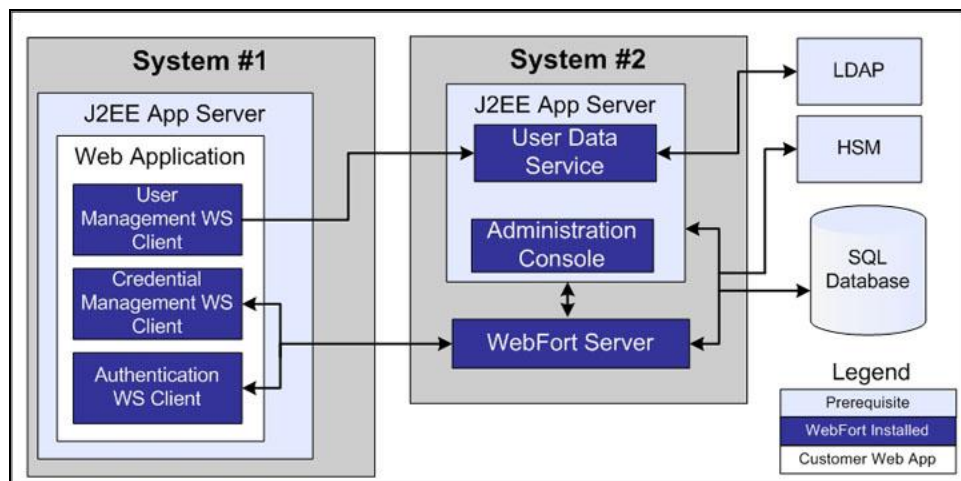 System #1
J2EE App Server
Web Application
User
Management WS
Client
Credential
Management WS
Client
Authentication
WS Client
System #2
J2EE App Server
User Data
Service
Administration
Console
WebFort Server
LDAP
HSM
SQL
Database
Legend
Prerequisite
WebFort Installed
Customer Web App